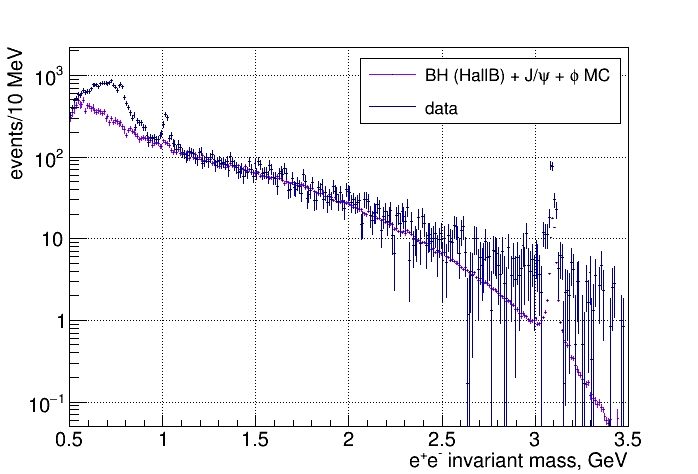 events/10 MeV
10³
10²
10
1
10⁻¹
BH (HallB) + J/ψ + ϕ MC
data
0.5 1 1.5 2 2.5 3 3.5
e⁺e⁻ invariant mass, GeV